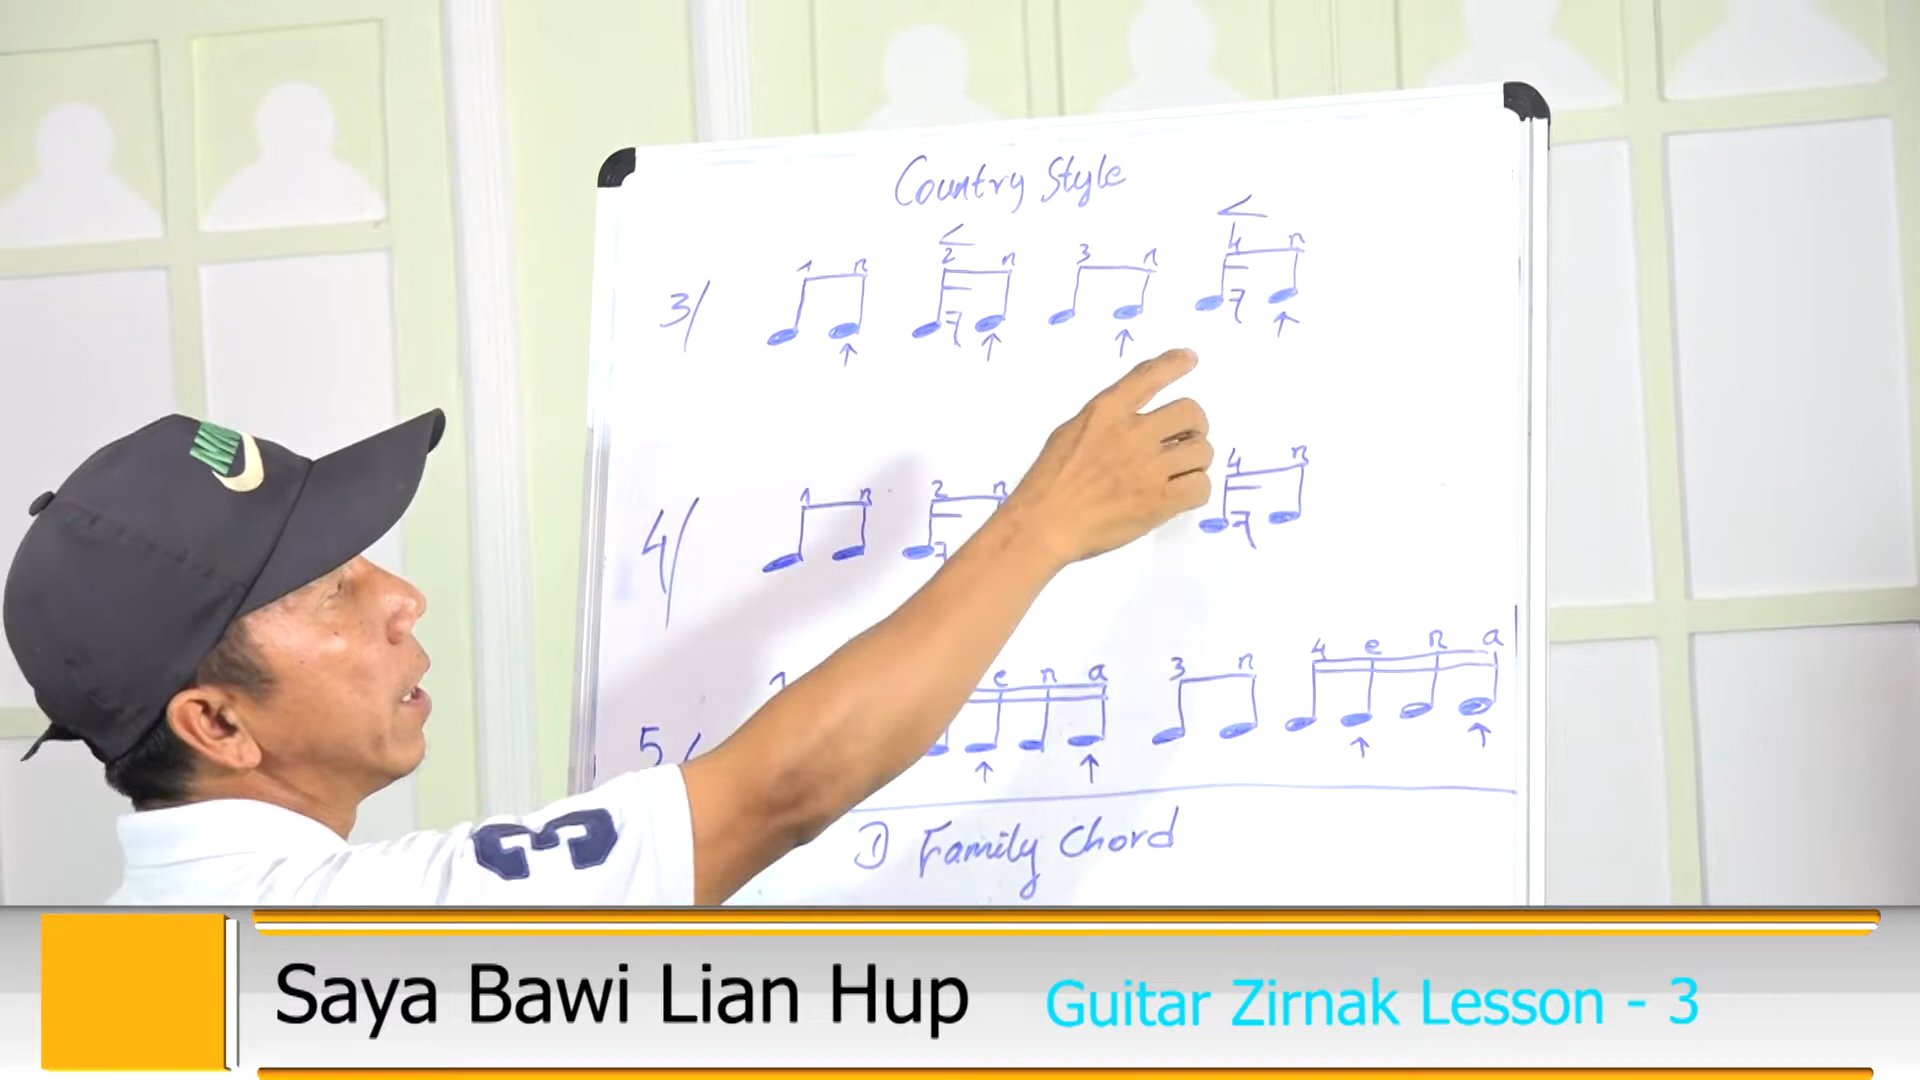 Country Style
3/ 1 n 2 n 3 n 4 n
4/ 1 n 2 n 4 n
5/ 1 e n a 3 n 4 e n a
① Family Chord
Saya Bawi Lian Hup
Guitar Zirnak Lesson - 3